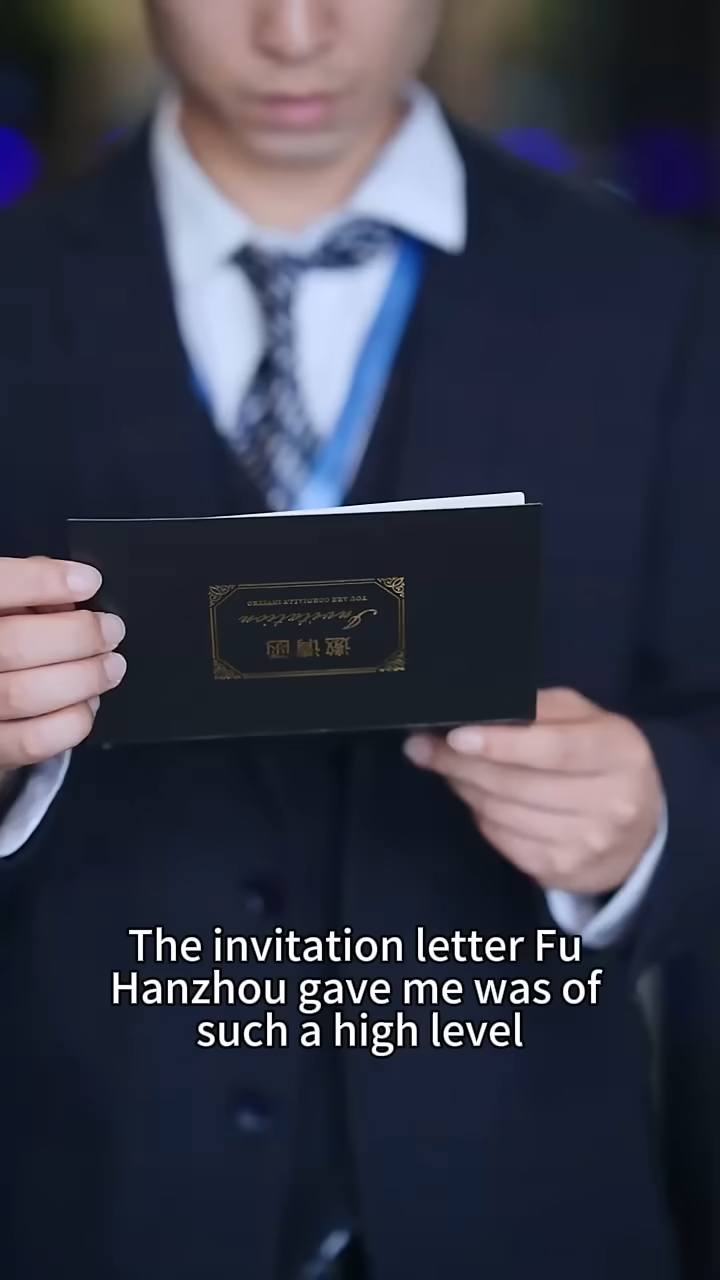 邀请函
Invitation
YOU ARE CORDIALLY INVITED
The invitation letter Fu
Hanzhou gave me was of
such a high level